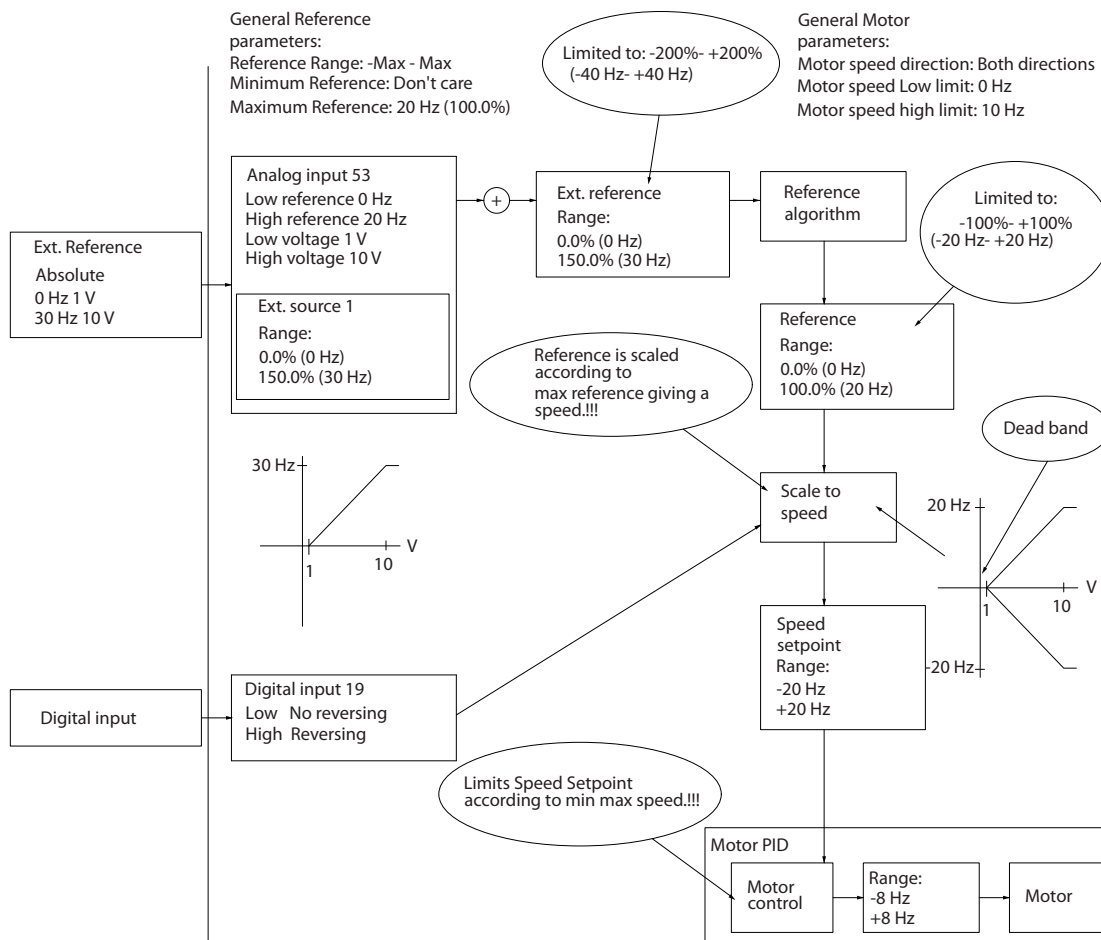 General Reference
parameters:
Reference Range: -Max - Max
Minimum Reference: Don't care
Maximum Reference: 20 Hz (100.0%)
Limited to: -200%- +200%
(-40 Hz- +40 Hz)
General Motor
parameters:
Motor speed direction: Both directions
Motor speed Low limit: 0 Hz
Motor speed high limit: 10 Hz
Ext. Reference
Absolute
0 Hz 1 V
30 Hz 10 V
Analog input 53
Low reference 0 Hz
High reference 20 Hz
Low voltage 1 V
High voltage 10 V
Ext. source 1
Range:
0.0% (0 Hz)
150.0% (30 Hz)
+
Ext. reference
Range:
0.0% (0 Hz)
150.0% (30 Hz)
Reference
algorithm
Limited to:
-100%- +100%
(-20 Hz- +20 Hz)
Reference
Range:
0.0% (0 Hz)
100.0% (20 Hz)
Reference is scaled
according to
max reference giving a
speed.!!!
Dead band
30 Hz
1
10
V
Scale to
speed
20 Hz
V
1
10
-20 Hz
Speed
setpoint
Range:
-20 Hz
+20 Hz
Digital input
Digital input 19
Low No reversing
High Reversing
Limits Speed Setpoint
according to min max speed.!!!
Motor PID
Motor
control
Range:
-8 Hz
+8 Hz
Motor